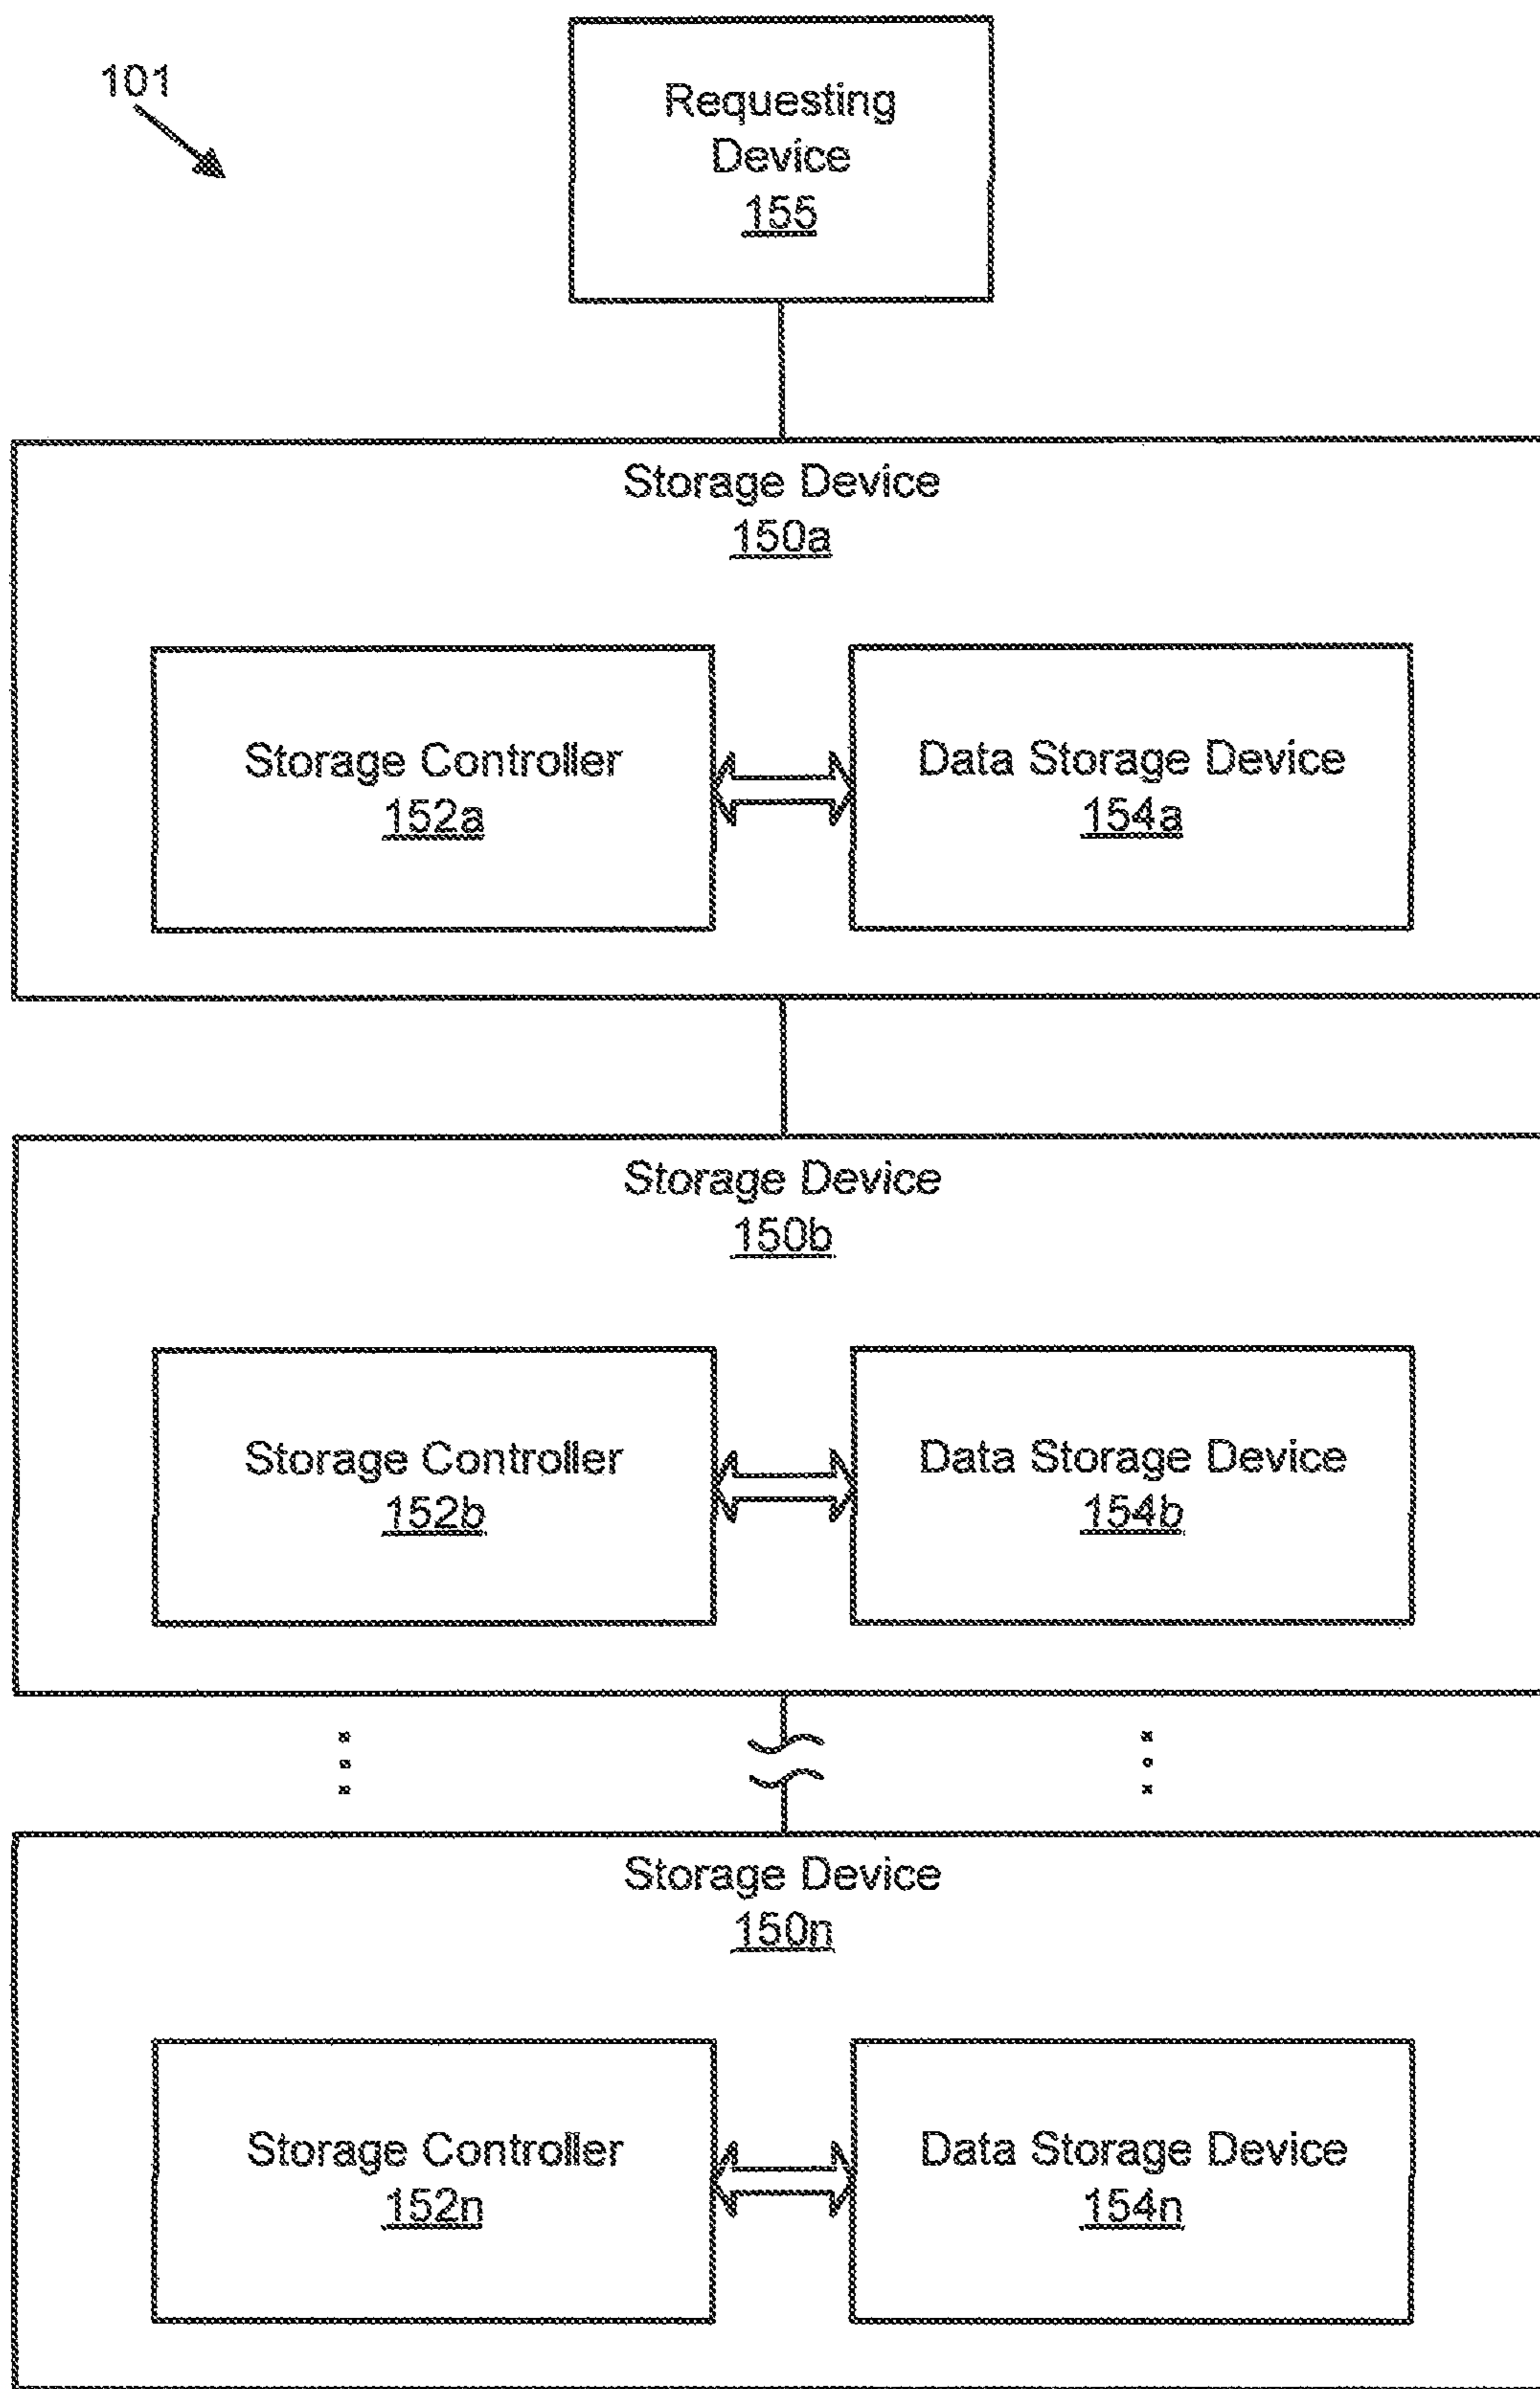 101
Requesting
Device
155
Storage Device
150a
Storage Controller
152a
Data Storage Device
154a
Storage Device
150b
Storage Controller
152b
Data Storage Device
154b
Storage Device
150n
Storage Controller
152n
Data Storage Device
154n